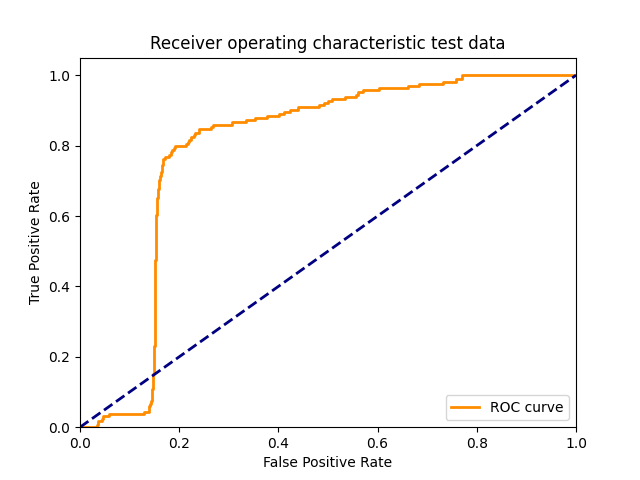 Receiver operating characteristic test data
True Positive Rate
1.0
0.8
0.6
0.4
0.2
0.0
0.0 0.2 0.4 0.6 0.8 1.0
False Positive Rate
ROC curve